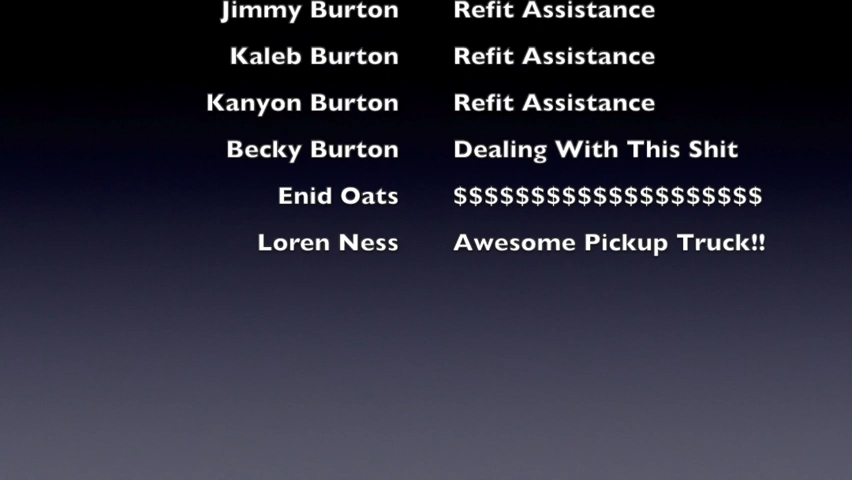 Jimmy Burton Refit Assistance
Kaleb Burton Refit Assistance
Kanyon Burton Refit Assistance
Becky Burton Dealing With This Shit
Enid Oats $$$$$$$$$$$$$$$$$$$$
Loren Ness Awesome Pickup Truck!!